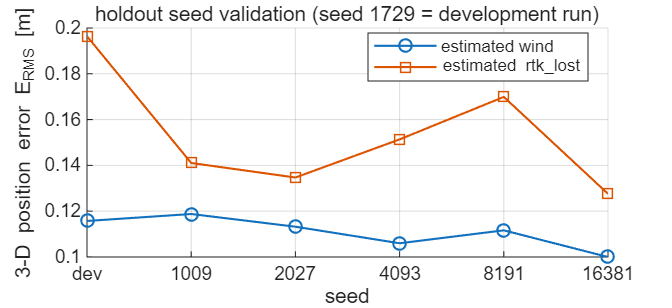 holdout seed validation (seed 1729 = development run)
3-D position error E_RMS [m]
0.2
0.18
0.16
0.14
0.12
0.1
estimated wind
estimated rtk_lost
dev 1009 2027 4093 8191 16381
seed